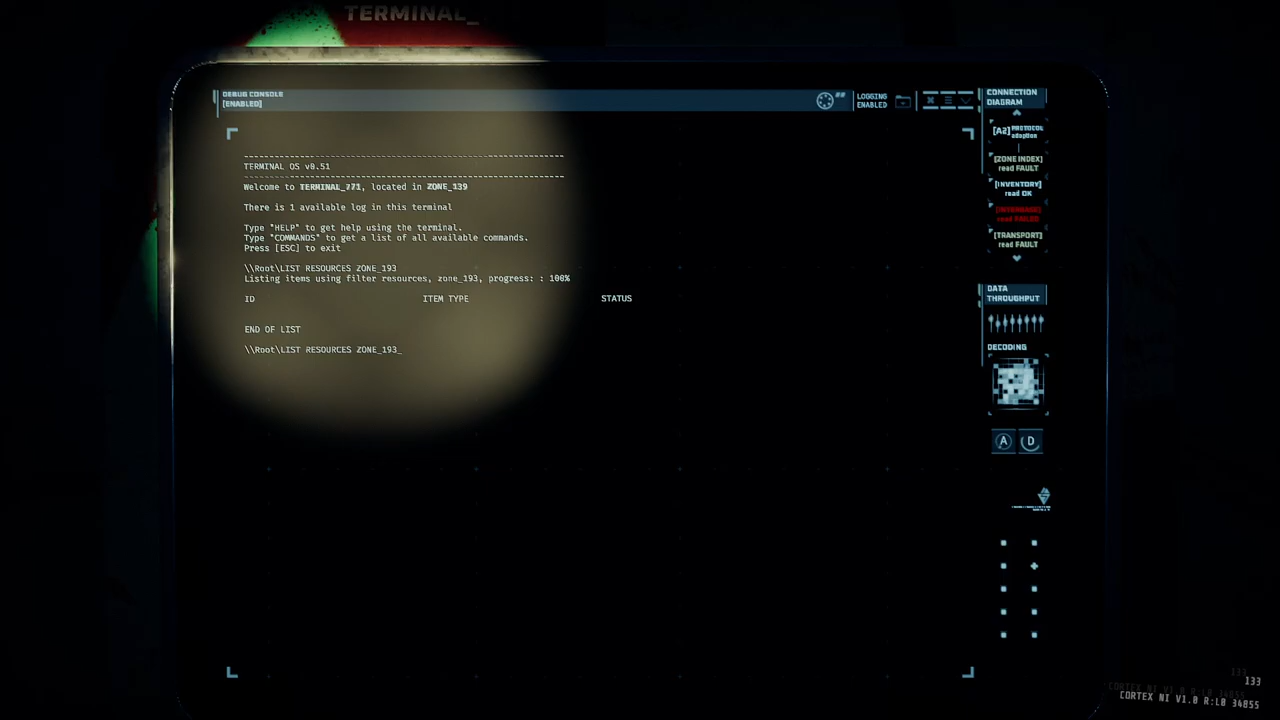 TERMINAL_
DEBUG CONSOLE
[ENABLED]
LOGGING
ENABLED
--------------------------------------------------------------
TERMINAL OS v0.51
--------------------------------------------------------------
Welcome to TERMINAL_771, located in ZONE_139
There is 1 available log in this terminal
Type "HELP" to get help using the terminal.
Type "COMMANDS" to get a list of all available commands.
Press [ESC] to exit
\\Root\LIST RESOURCES ZONE_193
Listing items using filter resources, zone_193, progress: : 100%
ID ITEM TYPE STATUS
END OF LIST
\\Root\LIST RESOURCES ZONE_193_
CONNECTION
DIAGRAM
[A2] PROTOCOL
adaption
[ZONE INDEX]
read FAULT
[INVENTORY]
read OK
read FAILED
[TRANSPORT]
read FAULT
DATA
THROUGHPUT
DECODING
A D
133
CORTEX NI V1.0 R:L0 34855